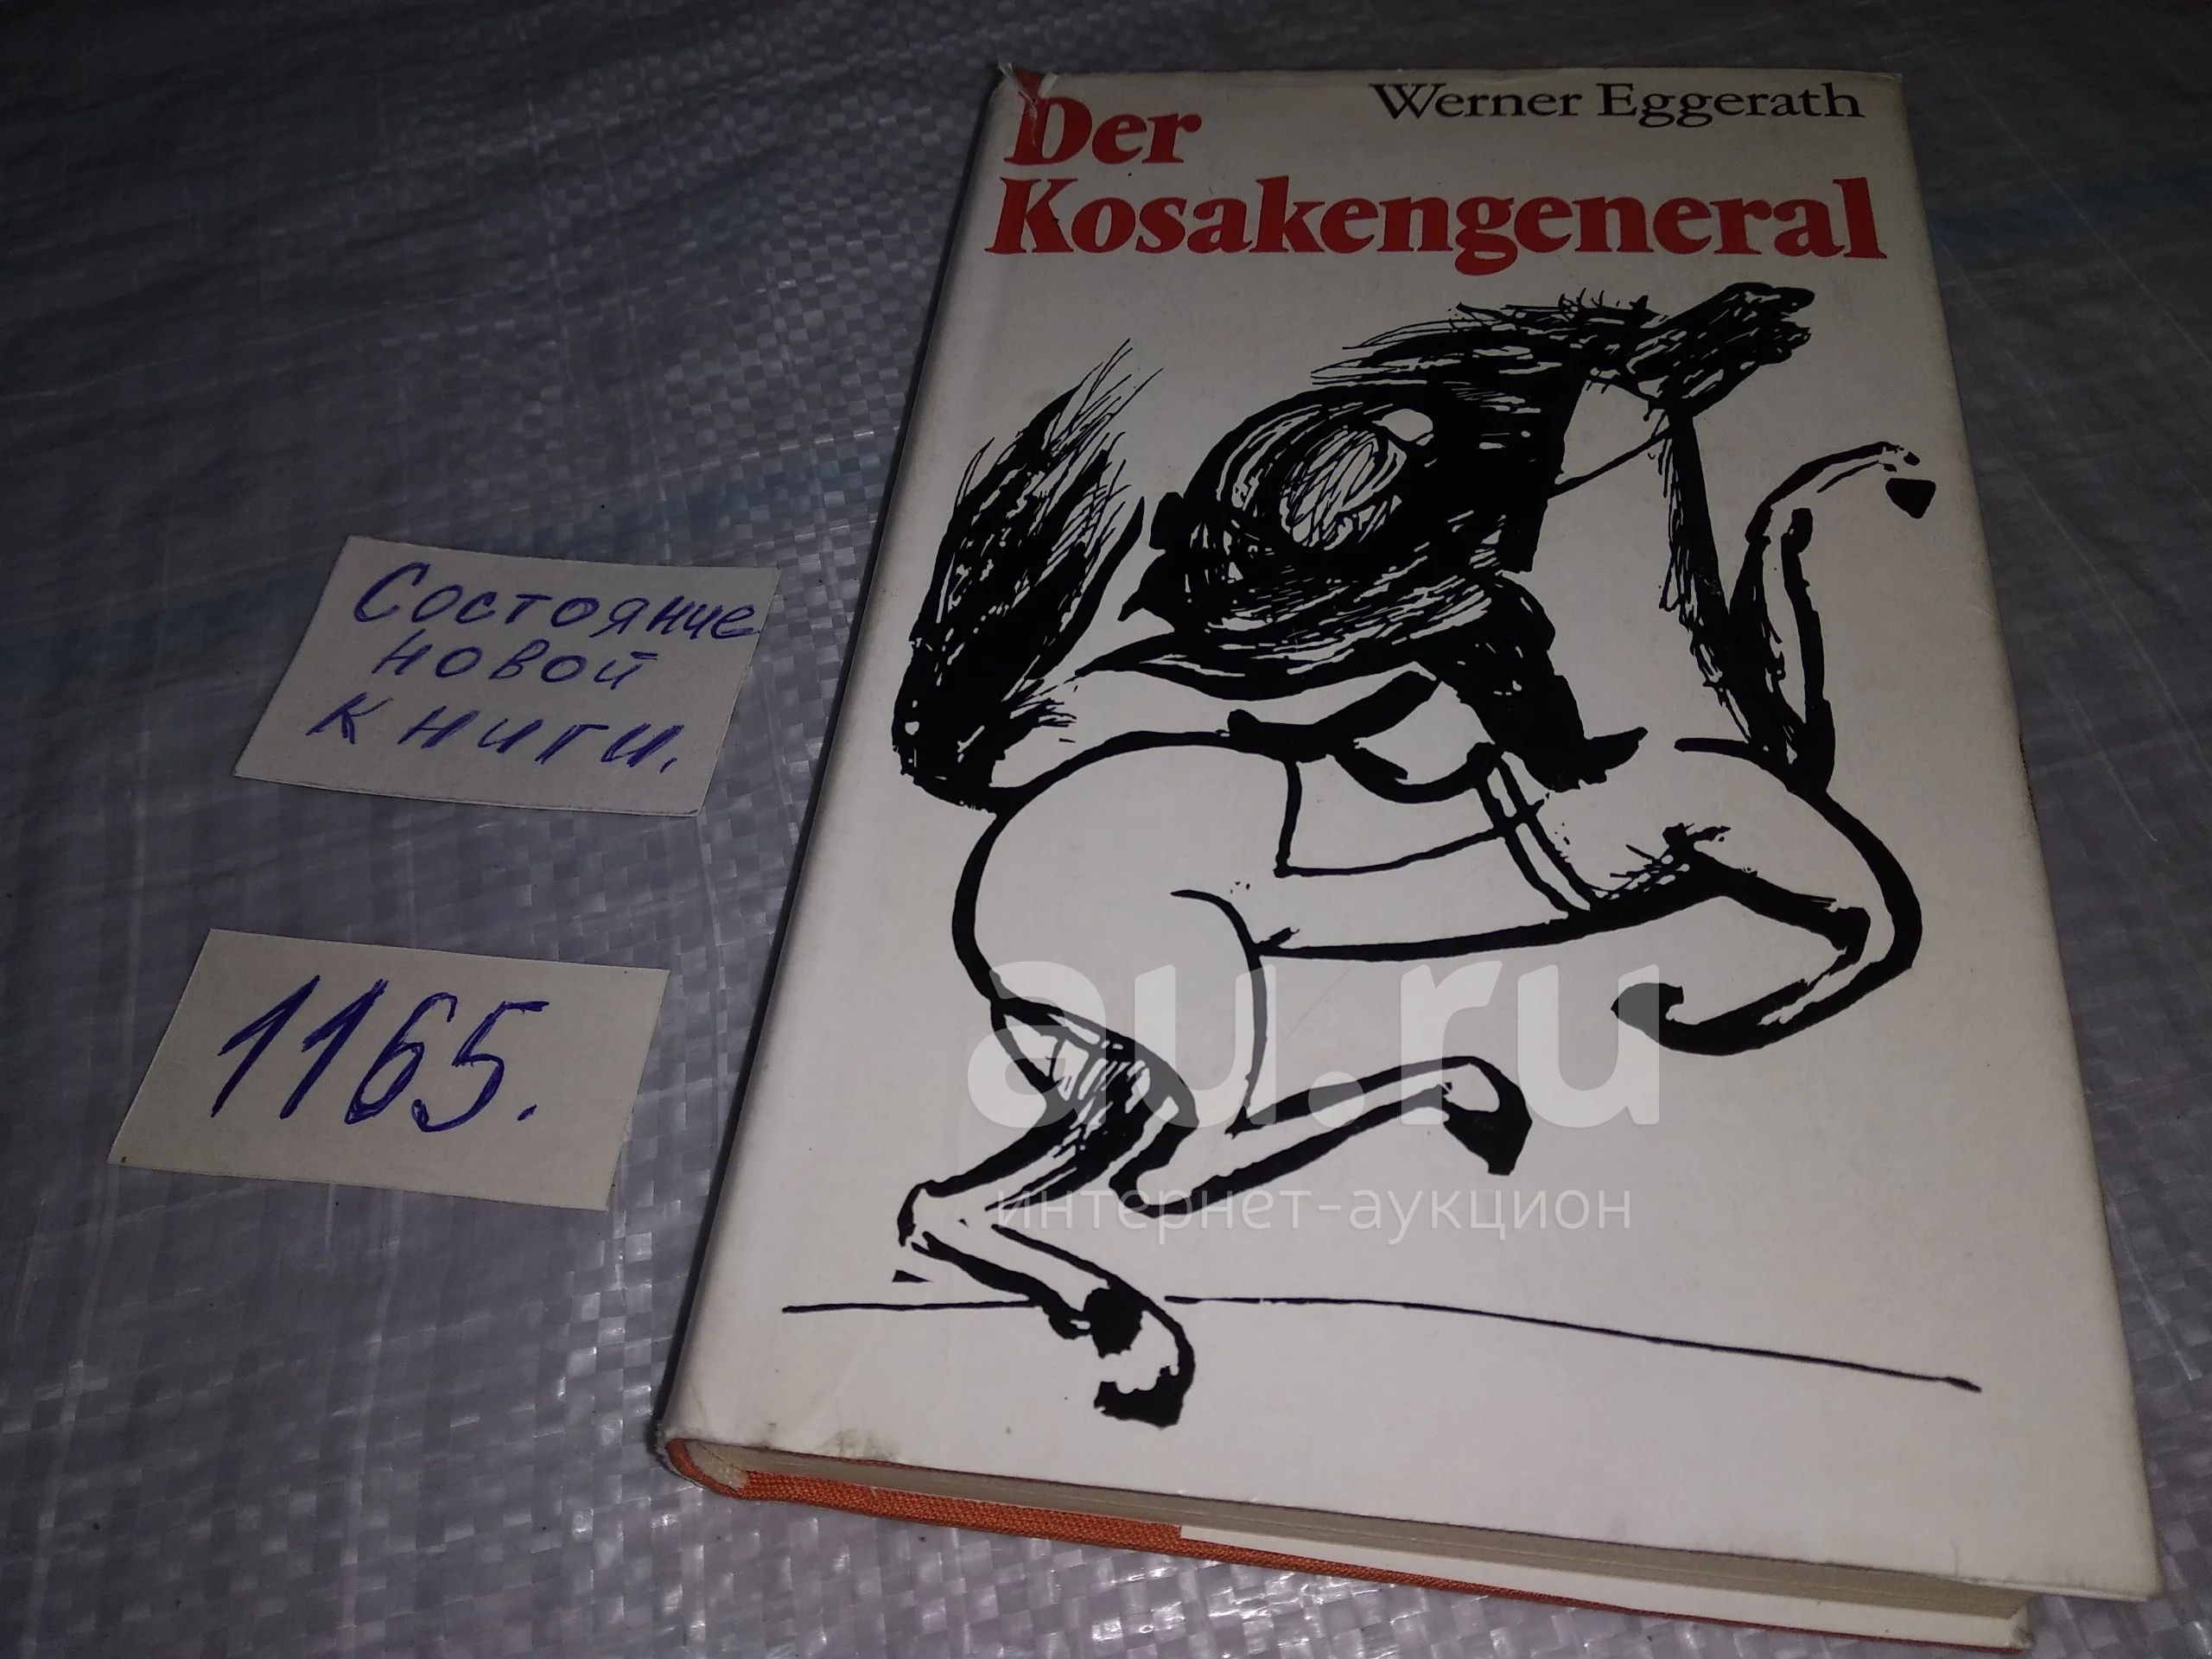 Werner Eggerath
Der
Kosakengeneral
Состояние
новой
книги.
1165.
au.ru
интернет-аукцион